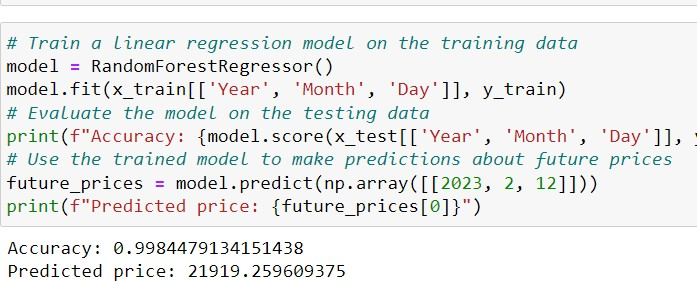 # Train a linear regression model on the training data
model = RandomForestRegressor()
model.fit(x_train[['Year', 'Month', 'Day']], y_train)
# Evaluate the model on the testing data
print(f"Accuracy: {model.score(x_test[['Year', 'Month', 'Day']],
# Use the trained model to make predictions about future prices
future_prices = model.predict(np.array([[2023, 2, 12]]))
print(f"Predicted price: {future_prices[0]}")
Accuracy: 0.9984479134151438
Predicted price: 21919.259609375